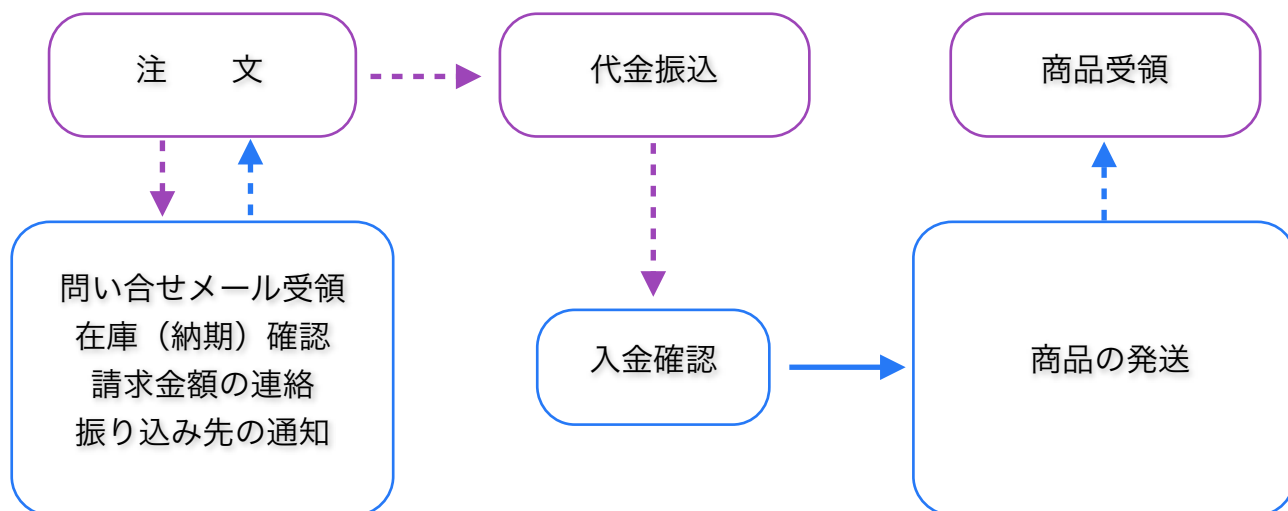 注　　文
代金振込
商品受領
問い合せメール受領
在庫（納期）確認
請求金額の連絡
振り込み先の通知
入金確認
商品の発送